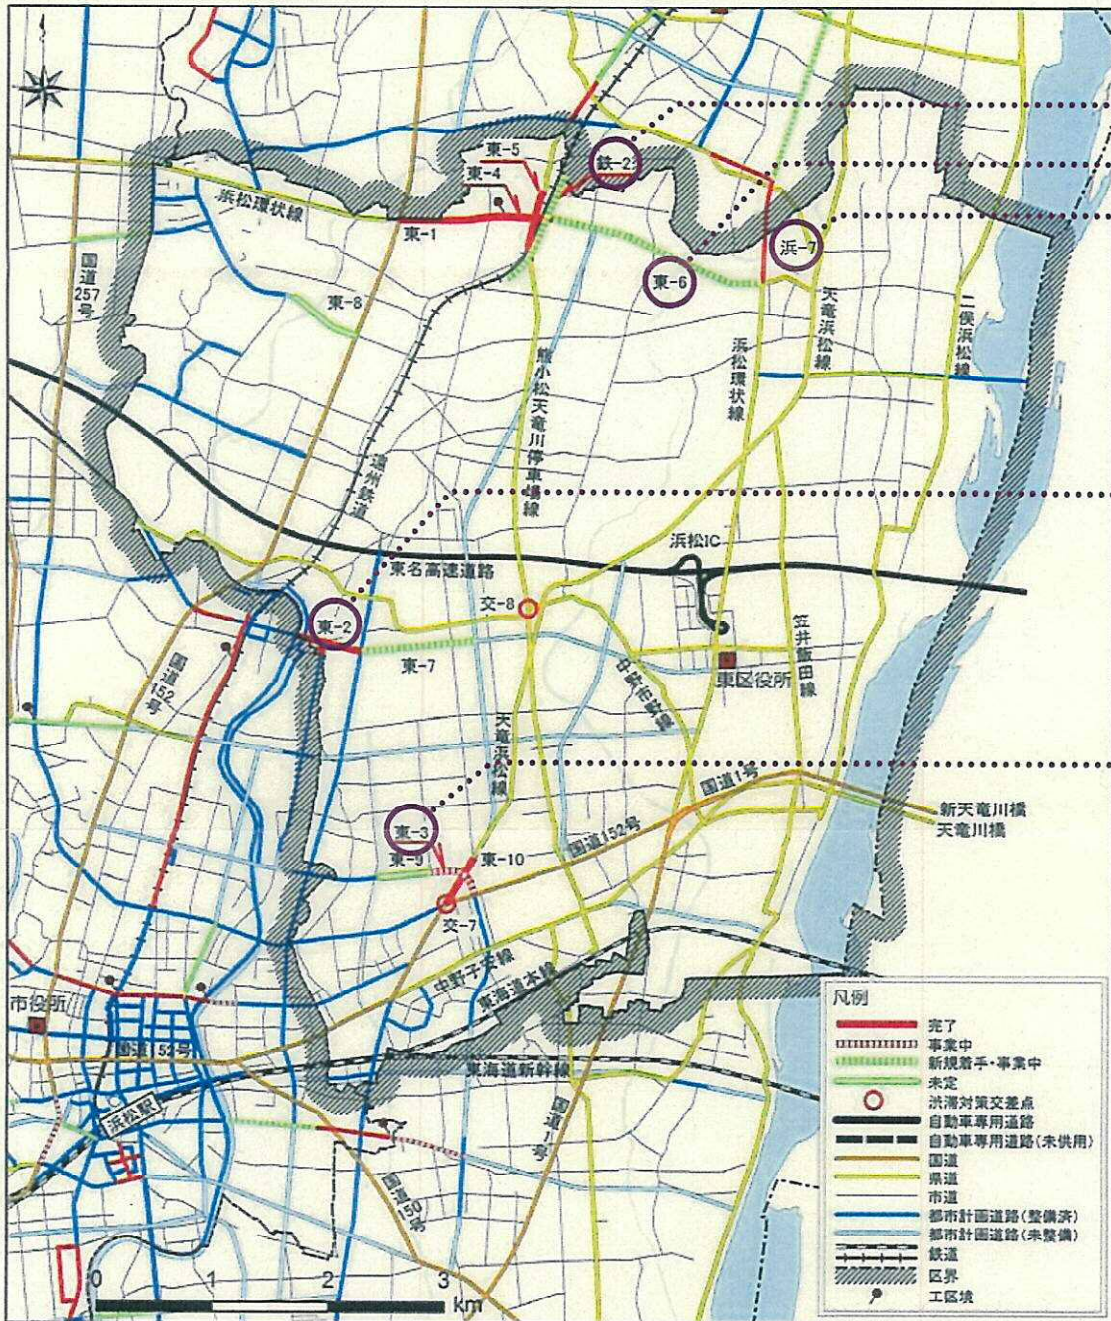 東-5
東-4
鉄-2
浜松環状線
東-1
浜-7
東-6
国道257号
東-8
天竜浜松線
二俣浜松線
浜松環状線
熊小松天竜川停車場線
遠州鉄道
浜松IC
東名高速道路
交-8
東-2
東-7
笠井飯田線
東区役所
国道152号
天竜浜松線
国道1号
新天竜川橋
天竜川橋
東-3
国道152号
東-9
東-10
交-7
中野子安線
東海道本線
市役所
国道152号
東海道新幹線
浜松駅
国道1号
国道150号
0 1 2 3
km
凡例
完了
事業中
新規着手・事業中
未定
渋滞対策交差点
自動車専用道路
自動車専用道路(未供用)
国道
県道
市道
都市計画道路(整備済)
都市計画道路(未整備)
鉄道
区界
工区境